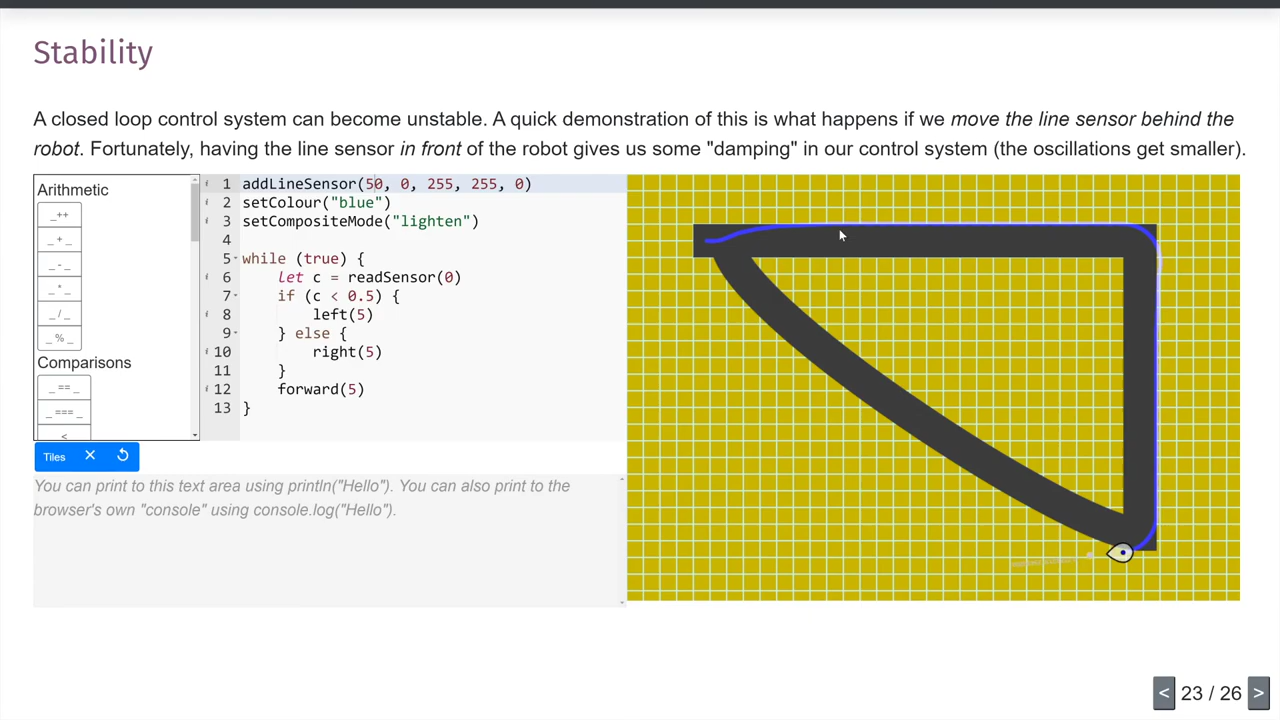 Stability
A closed loop control system can become unstable. A quick demonstration of this is what happens if we move the line sensor behind the
robot. Fortunately, having the line sensor in front of the robot gives us some "damping" in our control system (the oscillations get smaller).
Arithmetic
_++
_ + _
_ - _
_ * _
_ / _
_ % _
Comparisons
_ == _
_ === _
<
i 1 addLineSensor(50, 0, 255, 255, 0)
i 2 setColour("blue")
i 3 setCompositeMode("lighten")
4
5 while (true) {
i 6 let c = readSensor(0)
7 if (c < 0.5) {
i 8 left(5)
9 } else {
i 10 right(5)
11 }
i 12 forward(5)
13 }
Tiles
You can print to this text area using println("Hello"). You can also print to the
browser's own "console" using console.log("Hello").
< 23 / 26 >